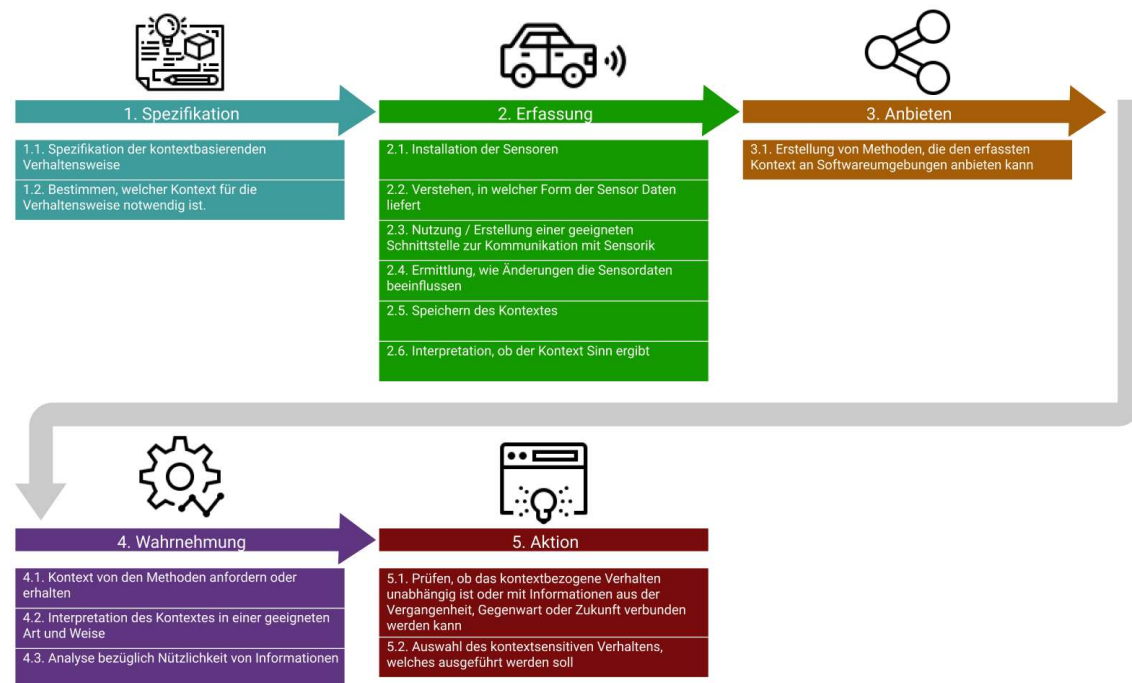 1. Spezifikation
1.1. Spezifikation der kontextbasierenden
Verhaltensweise
1.2. Bestimmen, welcher Kontext für die
Verhaltensweise notwendig ist.
2. Erfassung
2.1. Installation der Sensoren
2.2. Verstehen, in welcher Form der Sensor Daten
liefert
2.3. Nutzung / Erstellung einer geeigneten
Schnittstelle zur Kommunikation mit Sensorik
2.4. Ermittlung, wie Änderungen die Sensordaten
beeinflussen
2.5. Speichern des Kontextes
2.6. Interpretation, ob der Kontext Sinn ergibt
3. Anbieten
3.1. Erstellung von Methoden, die den erfassten
Kontext an Softwareumgebungen anbieten kann
4. Wahrnehmung
4.1. Kontext von den Methoden anfordern oder
erhalten
4.2. Interpretation des Kontextes in einer geeigneten
Art und Weise
4.3. Analyse bezüglich Nützlichkeit von Informationen
5. Aktion
5.1. Prüfen, ob das kontextbezogene Verhalten
unabhängig ist oder mit Informationen aus der
Vergangenheit, Gegenwart oder Zukunft verbunden
werden kann
5.2. Auswahl des kontextsensitiven Verhaltens,
welches ausgeführt werden soll